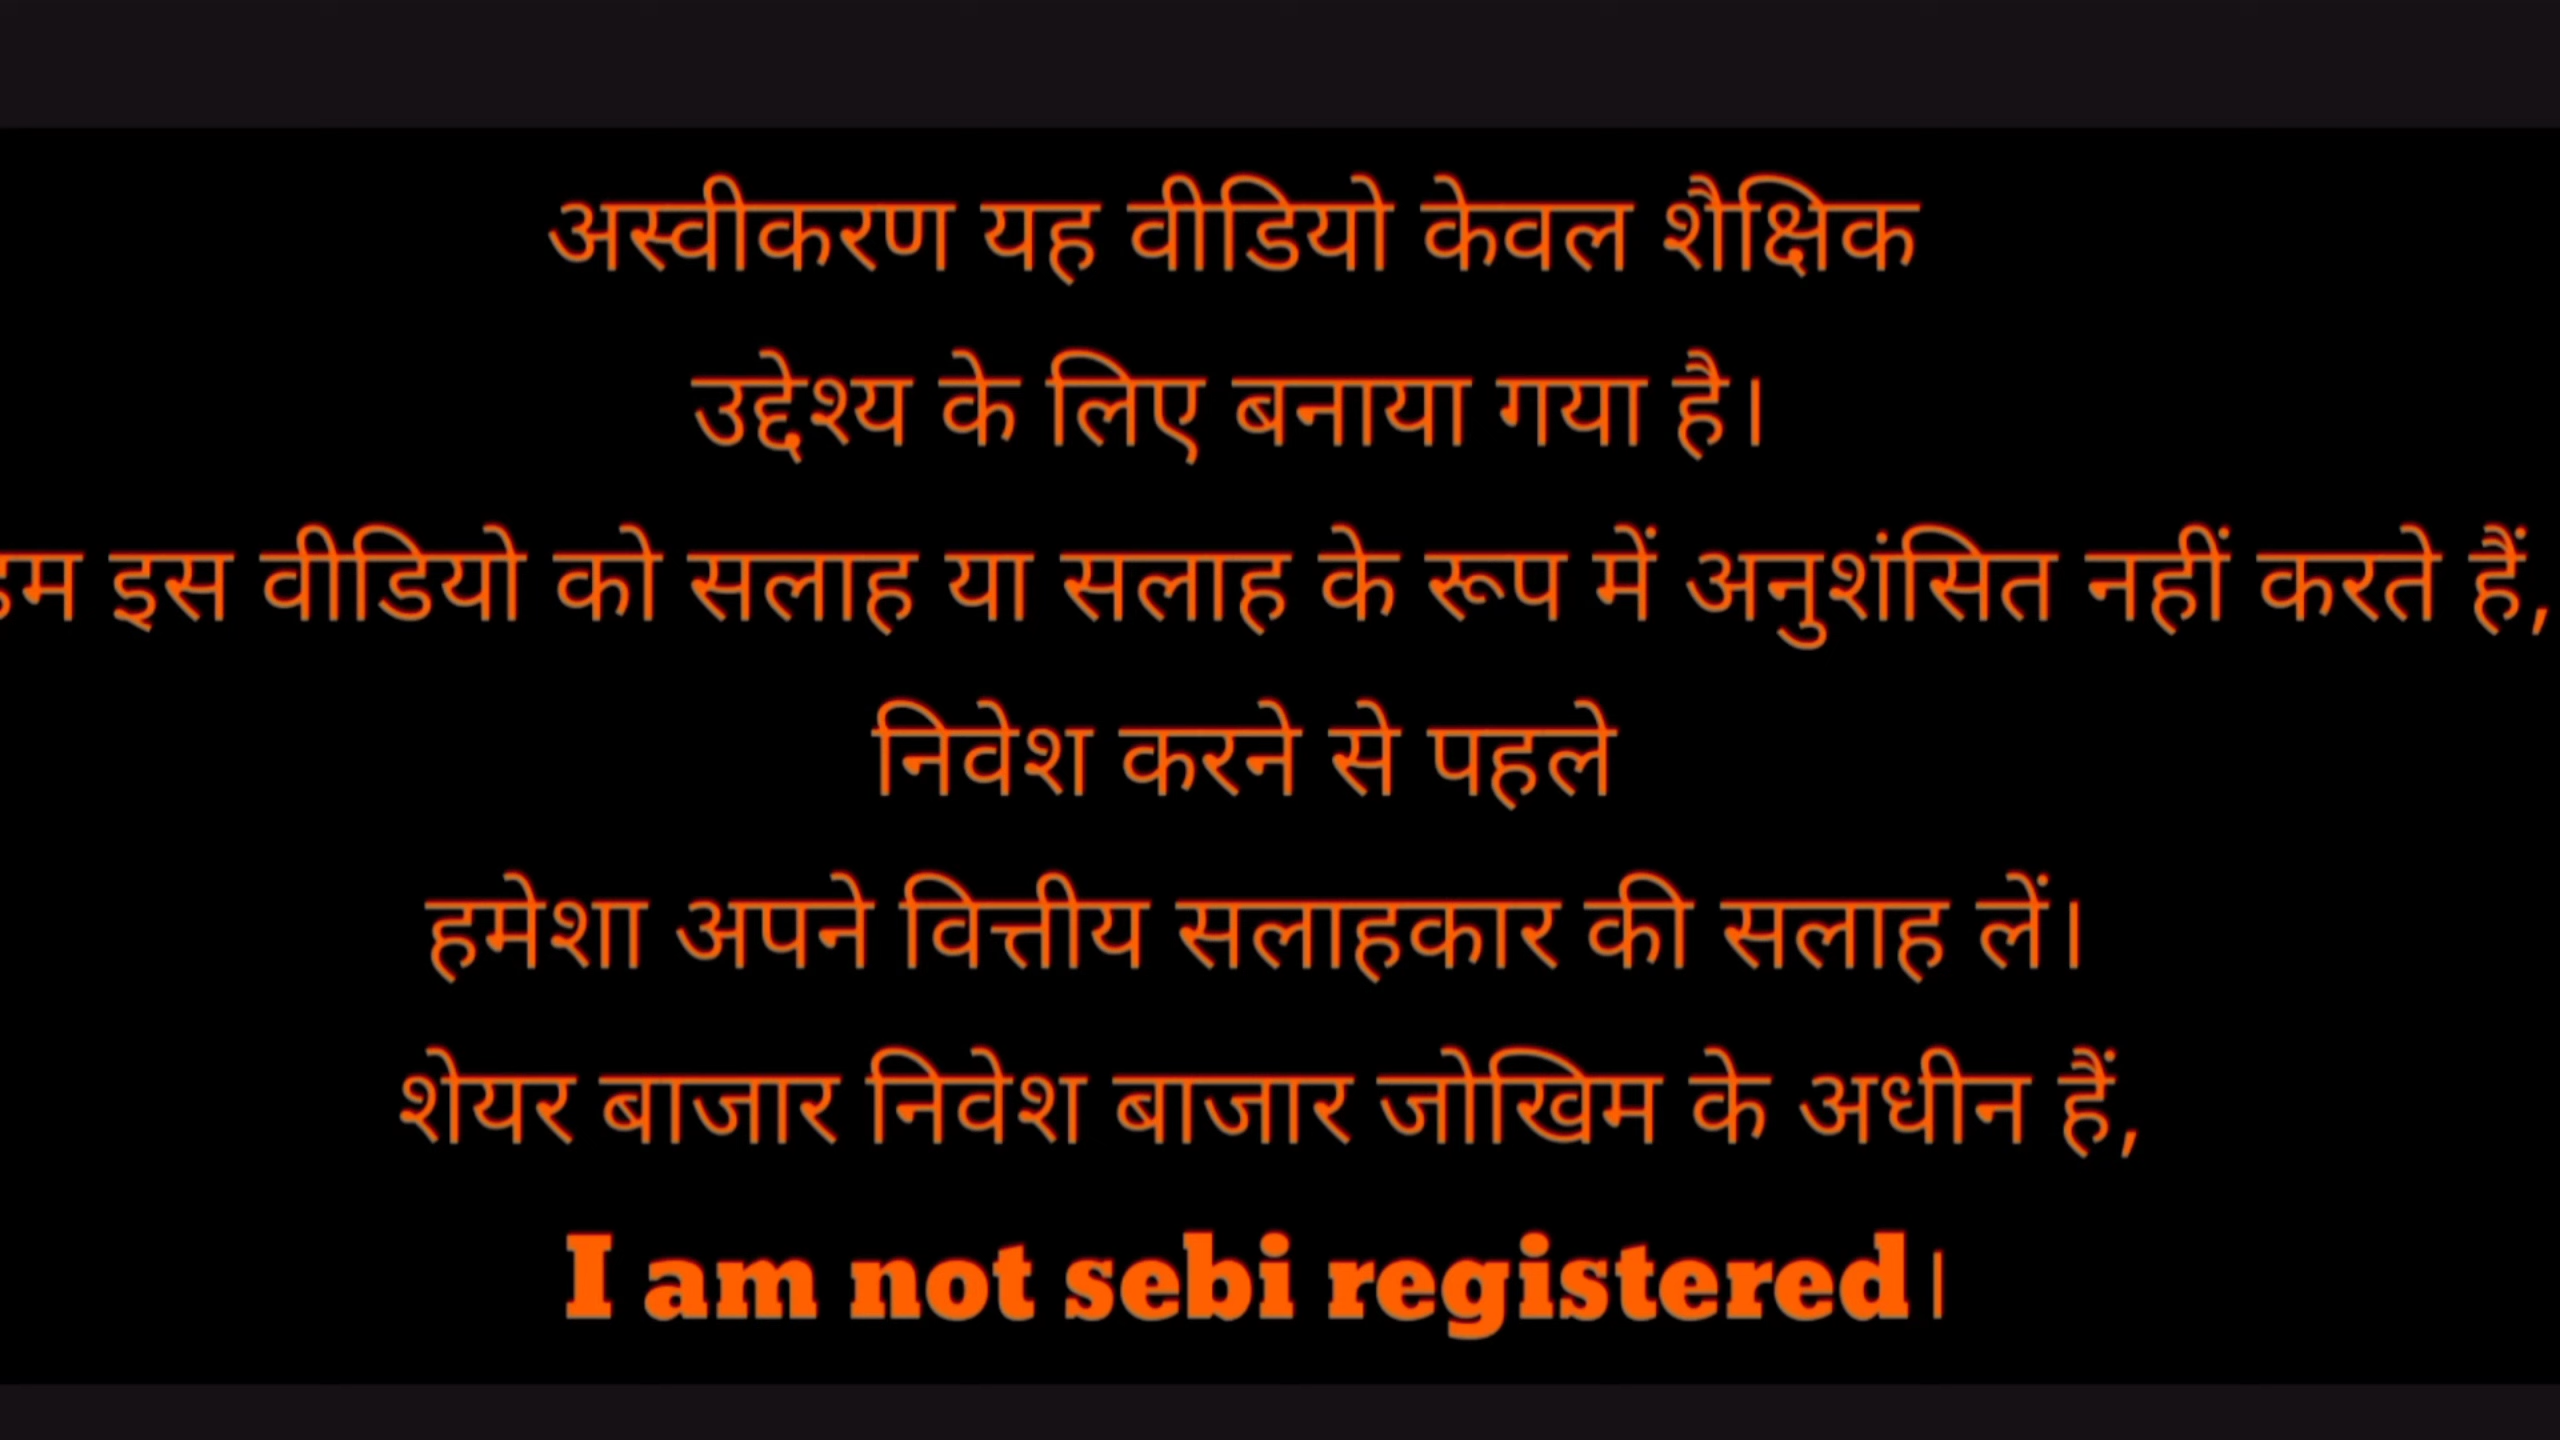 अस्वीकरण यह वीडियो केवल शैक्षिक
उद्देश्य के लिए बनाया गया है।
हम इस वीडियो को सलाह या सलाह के रूप में अनुशंसित नहीं करते हैं,
निवेश करने से पहले
हमेशा अपने वित्तीय सलाहकार की सलाह लें।
शेयर बाजार निवेश बाजार जोखिम के अधीन हैं,
I am not sebi registered।